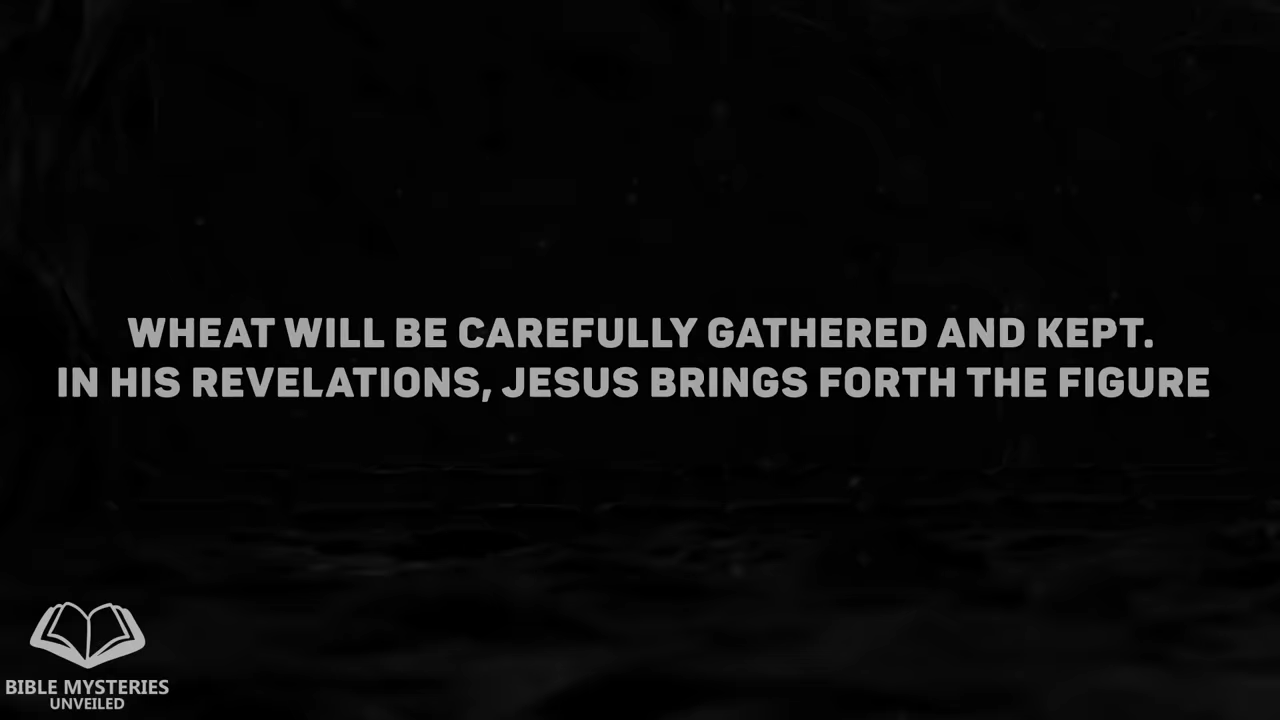 WHEAT WILL BE CAREFULLY GATHERED AND KEPT.
IN HIS REVELATIONS, JESUS BRINGS FORTH THE FIGURE
BIBLE MYSTERIES
UNVEILED